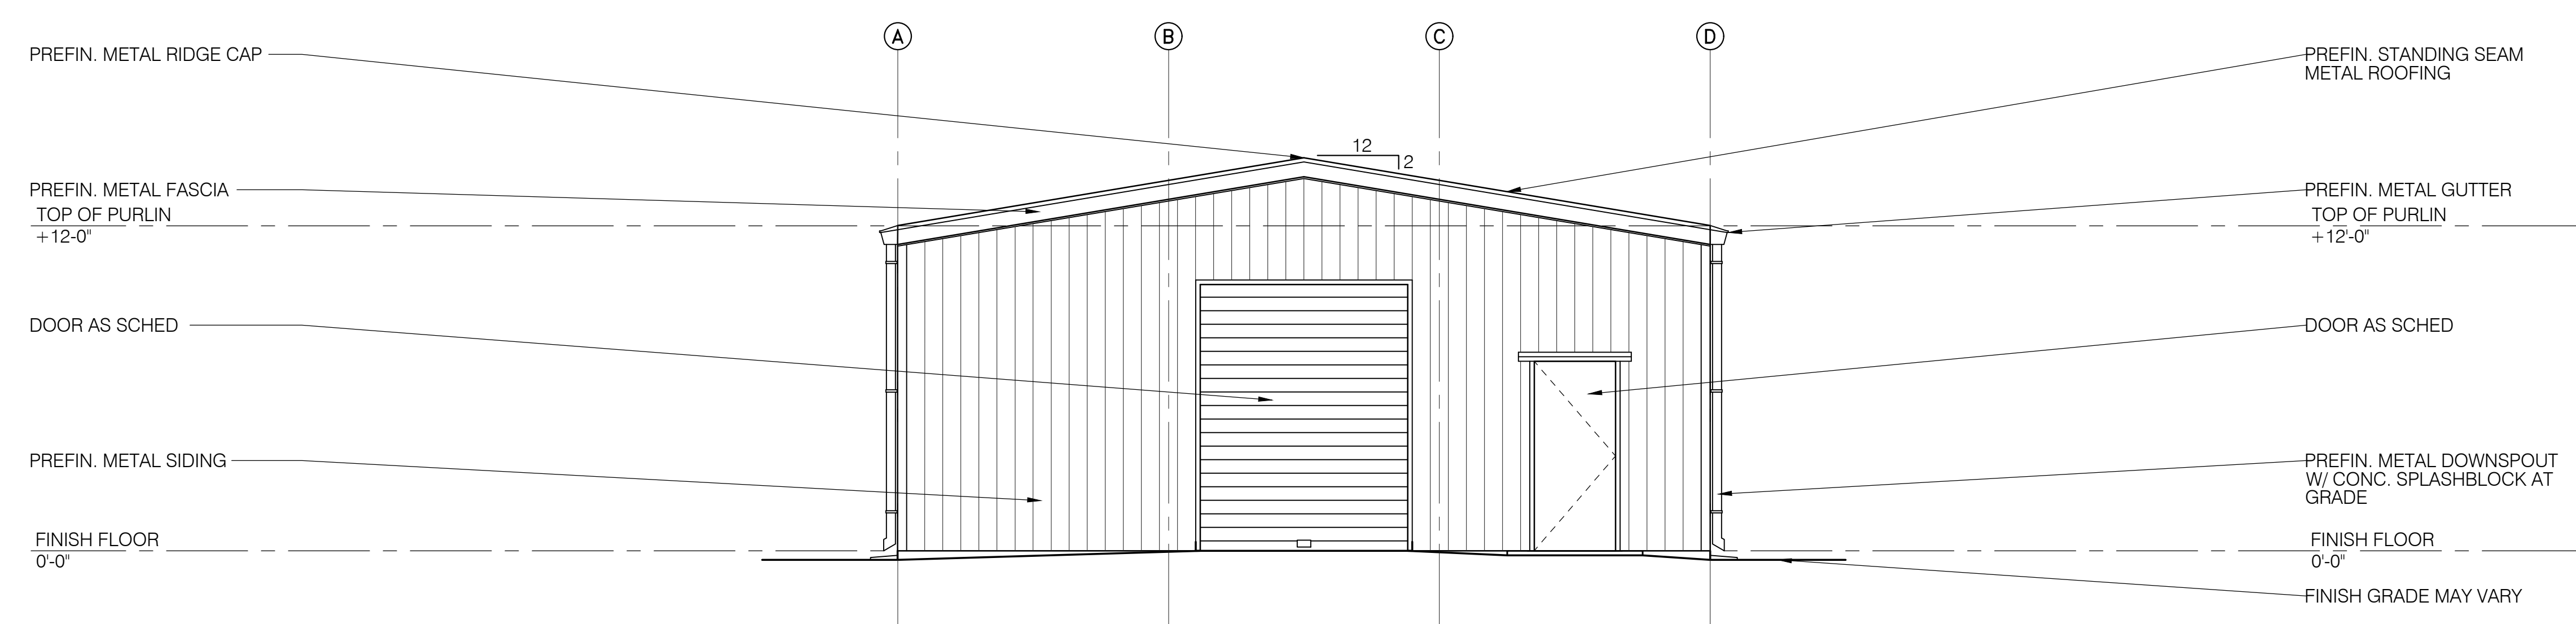 A B C D
PREFIN. METAL RIDGE CAP
PREFIN. STANDING SEAM
METAL ROOFING
12
2
PREFIN. METAL FASCIA
PREFIN. METAL GUTTER
TOP OF PURLIN
+12-0"
TOP OF PURLIN
+12'-0"
DOOR AS SCHED
DOOR AS SCHED
PREFIN. METAL SIDING
PREFIN. METAL DOWNSPOUT
W/ CONC. SPLASHBLOCK AT
GRADE
FINISH FLOOR
0'-0"
FINISH FLOOR
0'-0"
FINISH GRADE MAY VARY